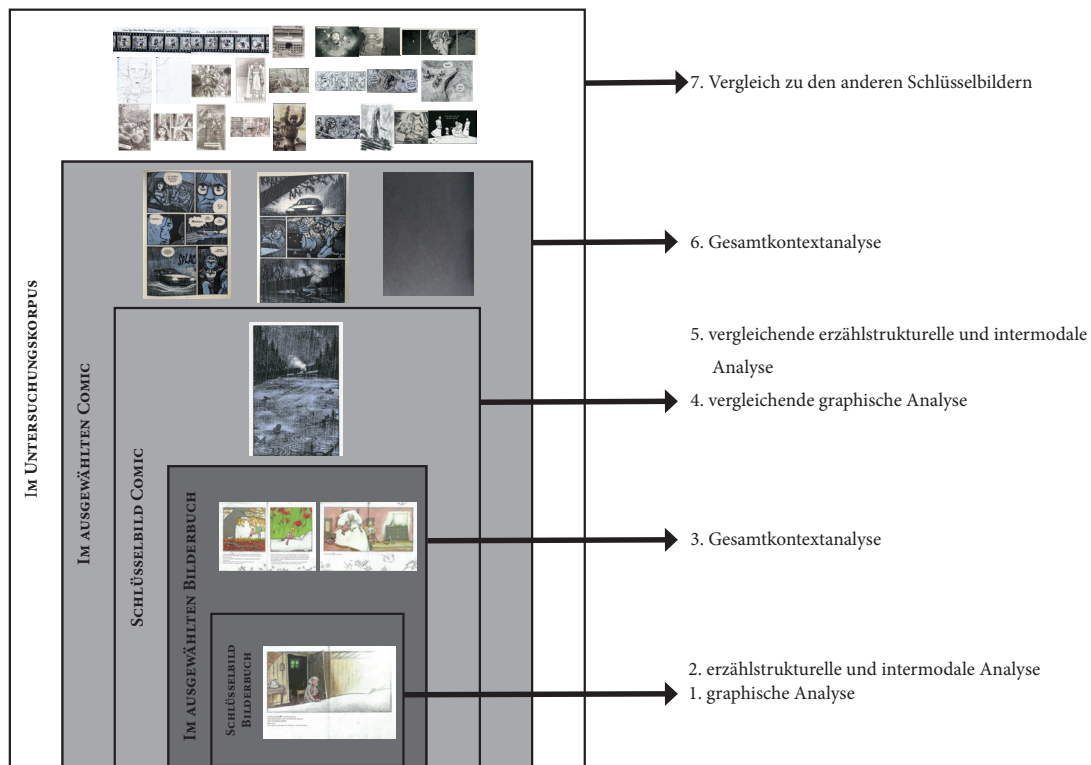 7. Vergleich zu den anderen Schlüsselbildern
6. Gesamtkontextanalyse
5. vergleichende erzählstrukturelle und intermodale
Analyse
4. vergleichende graphische Analyse
3. Gesamtkontextanalyse
2. erzählstrukturelle und intermodale Analyse
1. graphische Analyse
Im Untersuchungskorpus
Im ausgewählten Comic
Schlüsselbild Comic
Im ausgewählten Bilderbuch
Schlüsselbild
Bilderbuch